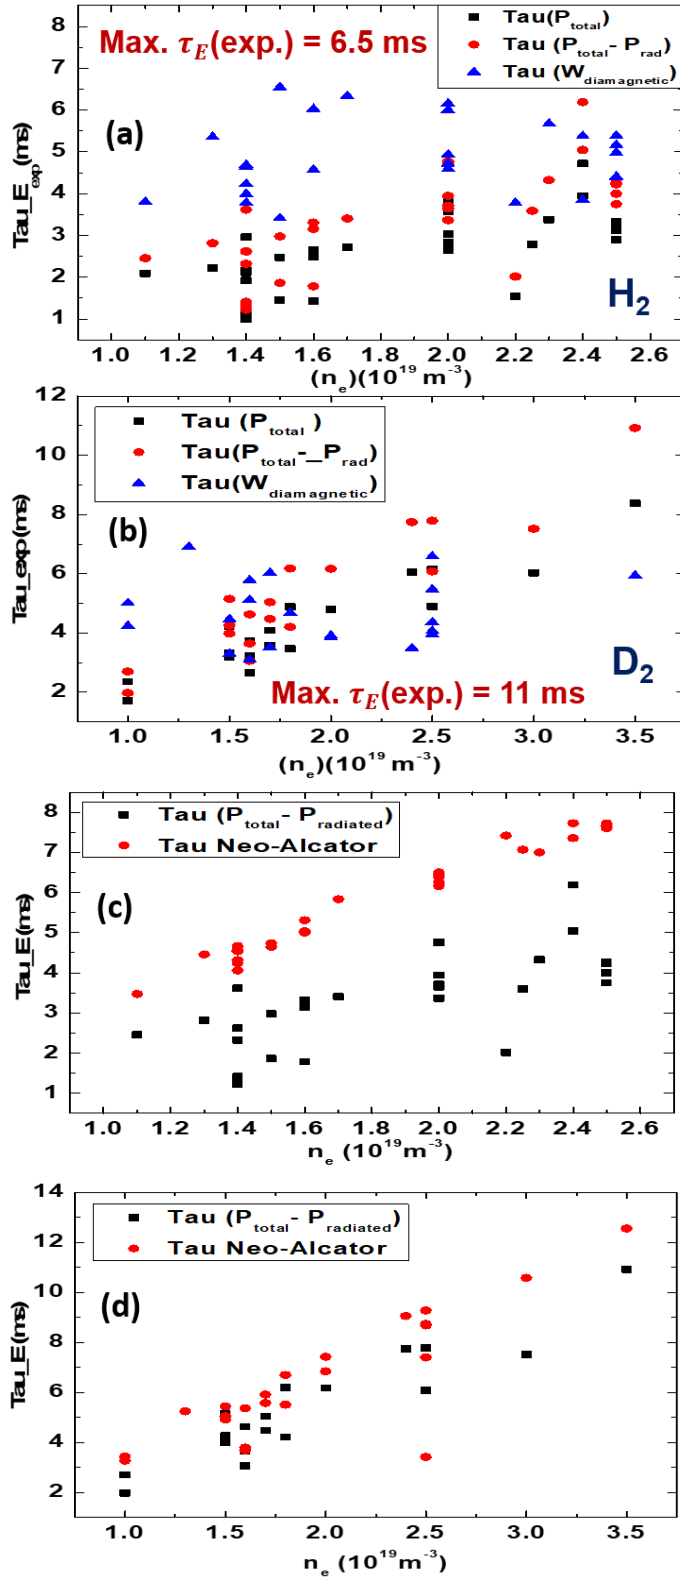 Max. τE(exp.) = 6.5 ms
Tau(Ptotal)
Tau (Ptotal- Prad)
Tau (Wdiamagnetic)
(a)
H2
Tau_E_exp(ms)
8
7
6
5
4
3
2
1
1.0 1.2 1.4 1.6 1.8 2.0 2.2 2.4 2.6
(ne)(10^19 m^-3)
Tau (Ptotal )
Tau(Ptotal-_Prad)
Tau(Wdiamagnetic)
(b)
D2
Max. τE(exp.) = 11 ms
Tau_exp(ms)
12
10
8
6
4
2
1.0 1.5 2.0 2.5 3.0 3.5
(ne)(10^19 m^-3)
Tau (Ptotal- Pradiated)
Tau Neo-Alcator
(c)
Tau_E(ms)
8
7
6
5
4
3
2
1
1.0 1.2 1.4 1.6 1.8 2.0 2.2 2.4 2.6
ne (10^19m^-3)
Tau (Ptotal- Pradiated)
Tau Neo-Alcator
(d)
Tau_E(ms)
14
12
10
8
6
4
2
1.0 1.5 2.0 2.5 3.0 3.5
ne (10^19m^-3)